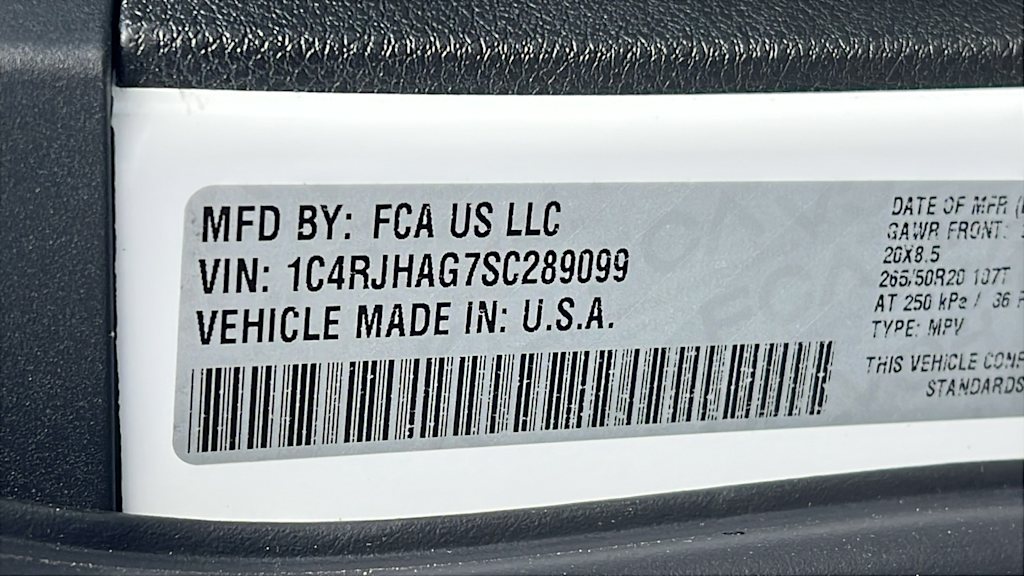 MFD BY: FCA US LLC
VIN: 1C4RJHAG7SC289099
VEHICLE MADE IN: U.S.A.
DATE OF MFR
GAWR FRONT:
20X8.5
265/50R20 107T
AT 250 kPa / 36
TYPE: MPV
THIS VEHICLE
STANDARDS